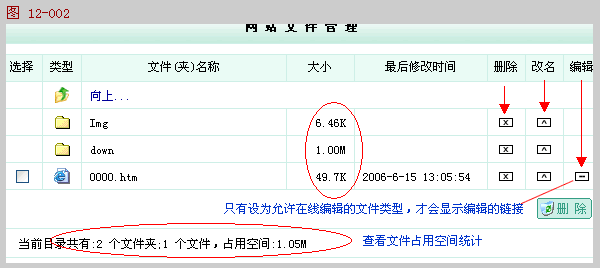 图 12-002
网站文件管理
选择 类型 文件(夹)名称 大小 最后修改时间 删除 改名 编辑
向上...
Img 6.46K
down 1.00M
0000.htm 49.7K 2006-6-15 13:05:54
只有设为允许在线编辑的文件类型，才会显示编辑的链接 删 除
当前目录共有:2 个文件夹;1 个文件，占用空间:1.05M 查看文件占用空间统计